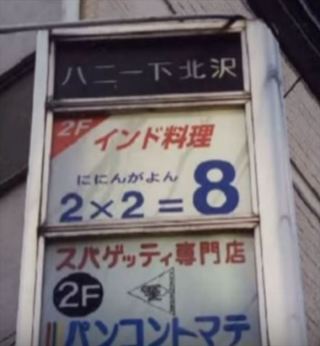 ハニー下北沢
2F
インド料理
ににんがよん
2×2=8
スパゲッティ専門店
2F
パンコントマテ